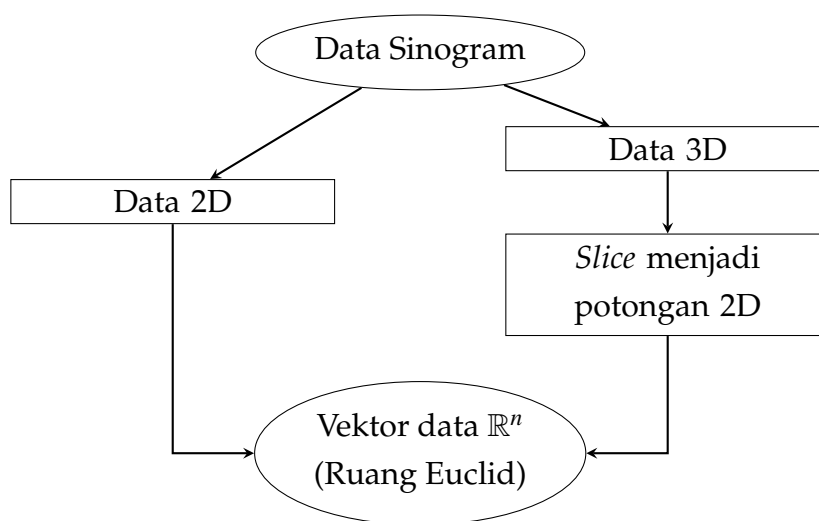 Data Sinogram
Data 3D
Data 2D
Slice menjadi
potongan 2D
Vektor data ℝⁿ
(Ruang Euclid)